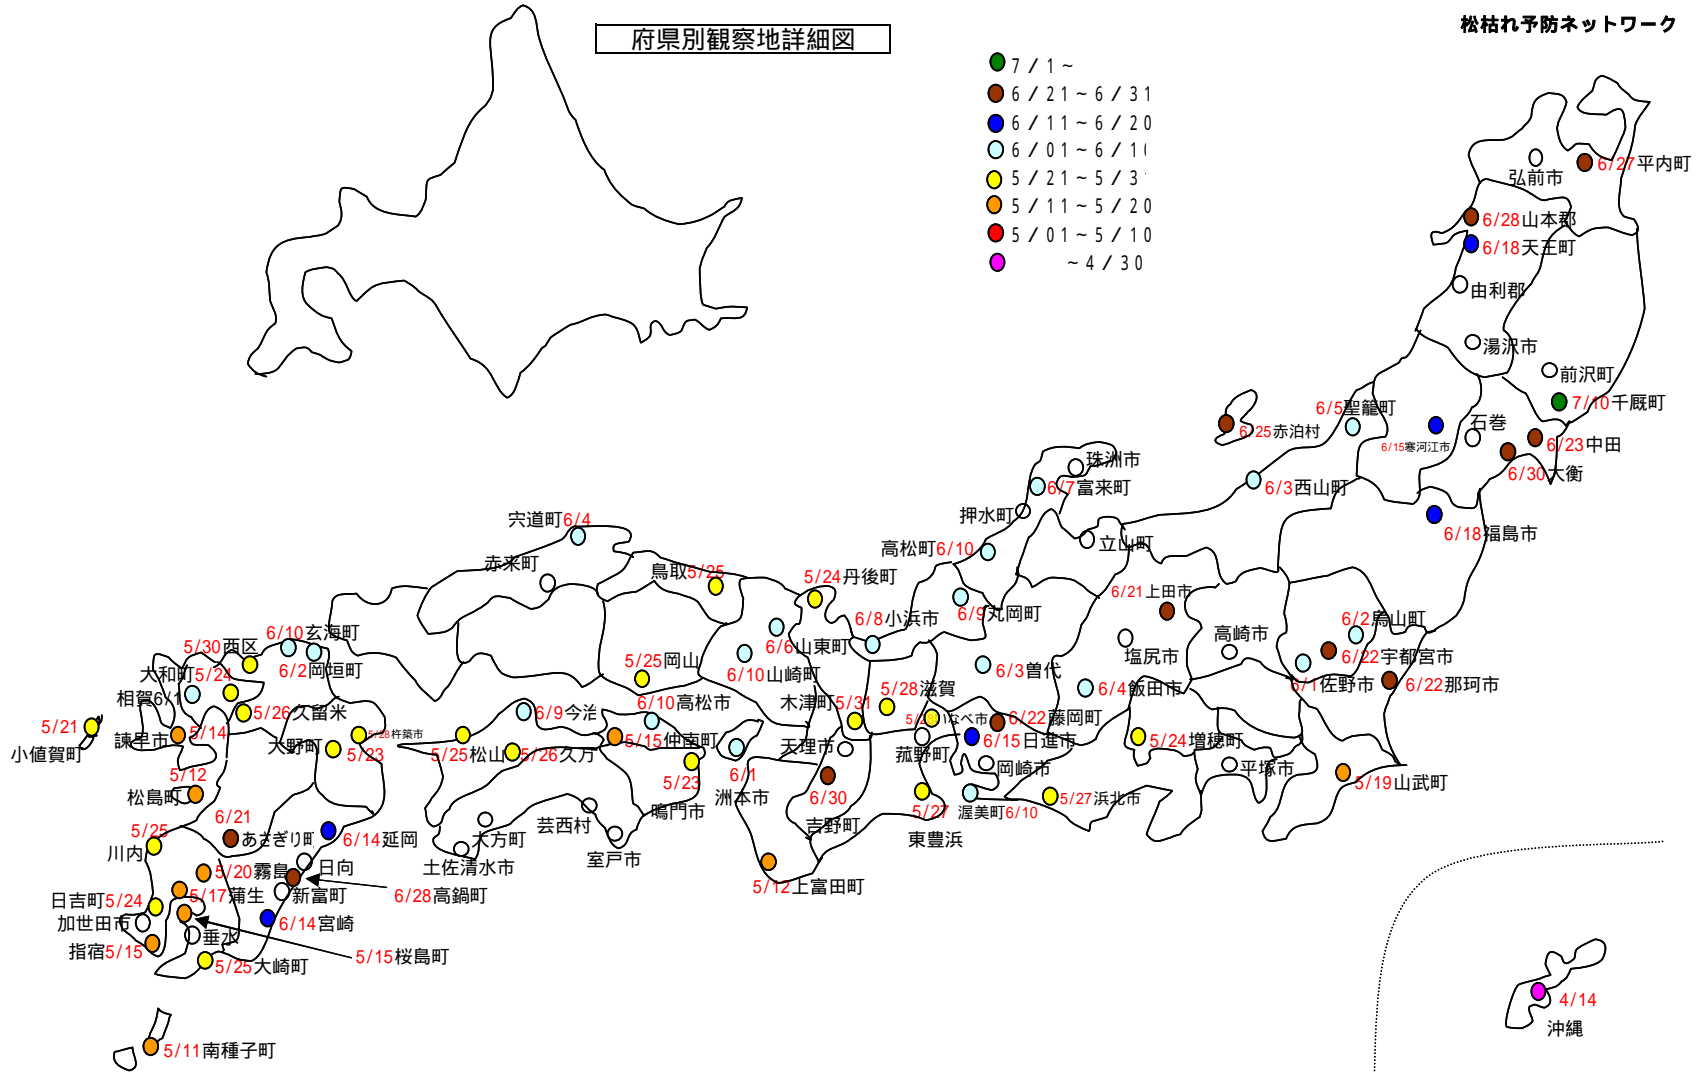 府県別観察地詳細図
松枯れ予防ネットワーク
7/1~
6/21~6/31
6/11~6/20
6/01~6/10
5/21~5/31
5/11~5/20
5/01~5/10
~4/30
弘前市
6/27平内町
6/28山本郡
6/18天王町
由利郡
湯沢市
前沢町
7/10千厩町
6/5聖籠町
石巻
6/25赤泊村
6/15寒河江市
6/23中田
6/30大衡
珠洲市
6/7富来町
6/3西山町
押水町
宍道町6/4
6/18福島市
高松町6/10
立山町
赤来町
鳥取5/25
5/24丹後町
6/21上田市
6/9丸岡町
6/8小浜市
6/2烏山町
6/10玄海町
高崎市
5/30西区
6/6山東町
塩尻市
6/22宇都宮市
5/25岡山
6/2岡垣町
6/3曽代
大和町5/24
6/10山崎町
6/4飯田市
6/1佐野市
6/22那珂市
相賀6/1
木津町5/31
5/28滋賀
6/10高松市
6/9今治
5/26久留米
6/22藤岡町
5/21
5/14
諫早市
5/28杵築市
5/15仲南町
天理市
6/15日進市
5/24増穂町
大野町
5/23
5/25松山
5/26久万
小値賀町
菰野町
岡崎市
平塚市
5/12
6/1
5/19山武町
松島町
5/23
洲本市
6/30
5/27浜北市
鳴門市
5/27
渥美町6/10
6/21
芸西村
吉野町
5/25
あさぎり町
6/14延岡
大方町
東豊浜
川内
室戸市
日向
土佐清水市
5/20霧島
5/12上富田町
5/17蒲生
新富町
6/28高鍋町
日吉町5/24
加世田市
6/14宮崎
垂水
指宿5/15
5/15桜島町
5/25大崎町
4/14
沖縄
5/11南種子町